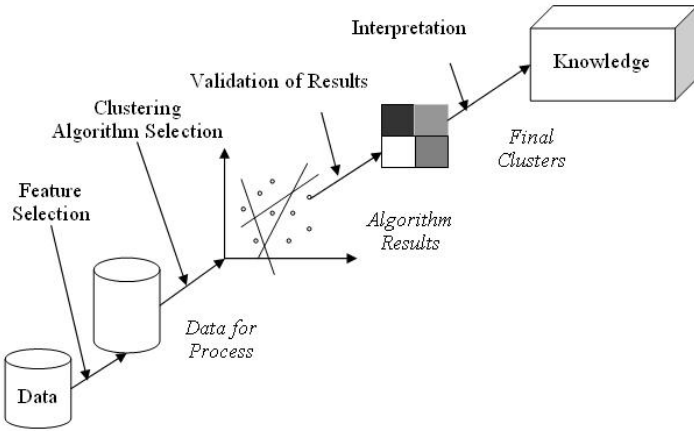 Interpretation
Knowledge
Validation of Results
Clustering
Algorithm Selection
Final
Clusters
Feature
Selection
Algorithm
Results
Data for
Process
Data